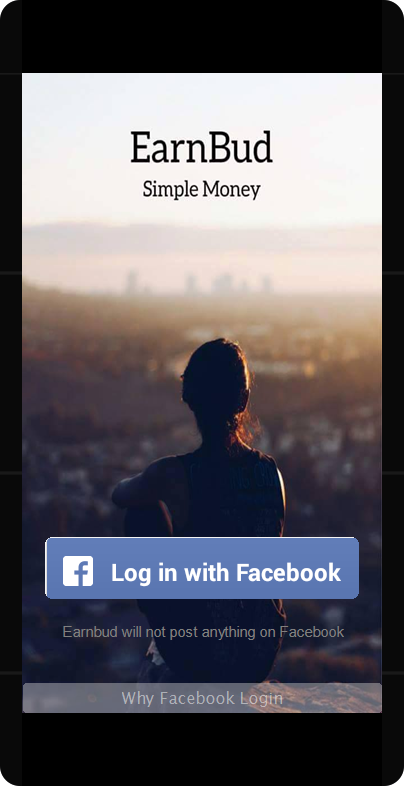 EarnBud
Simple Money
Log in with Facebook
Earnbud will not post anything on Facebook
Why Facebook Login